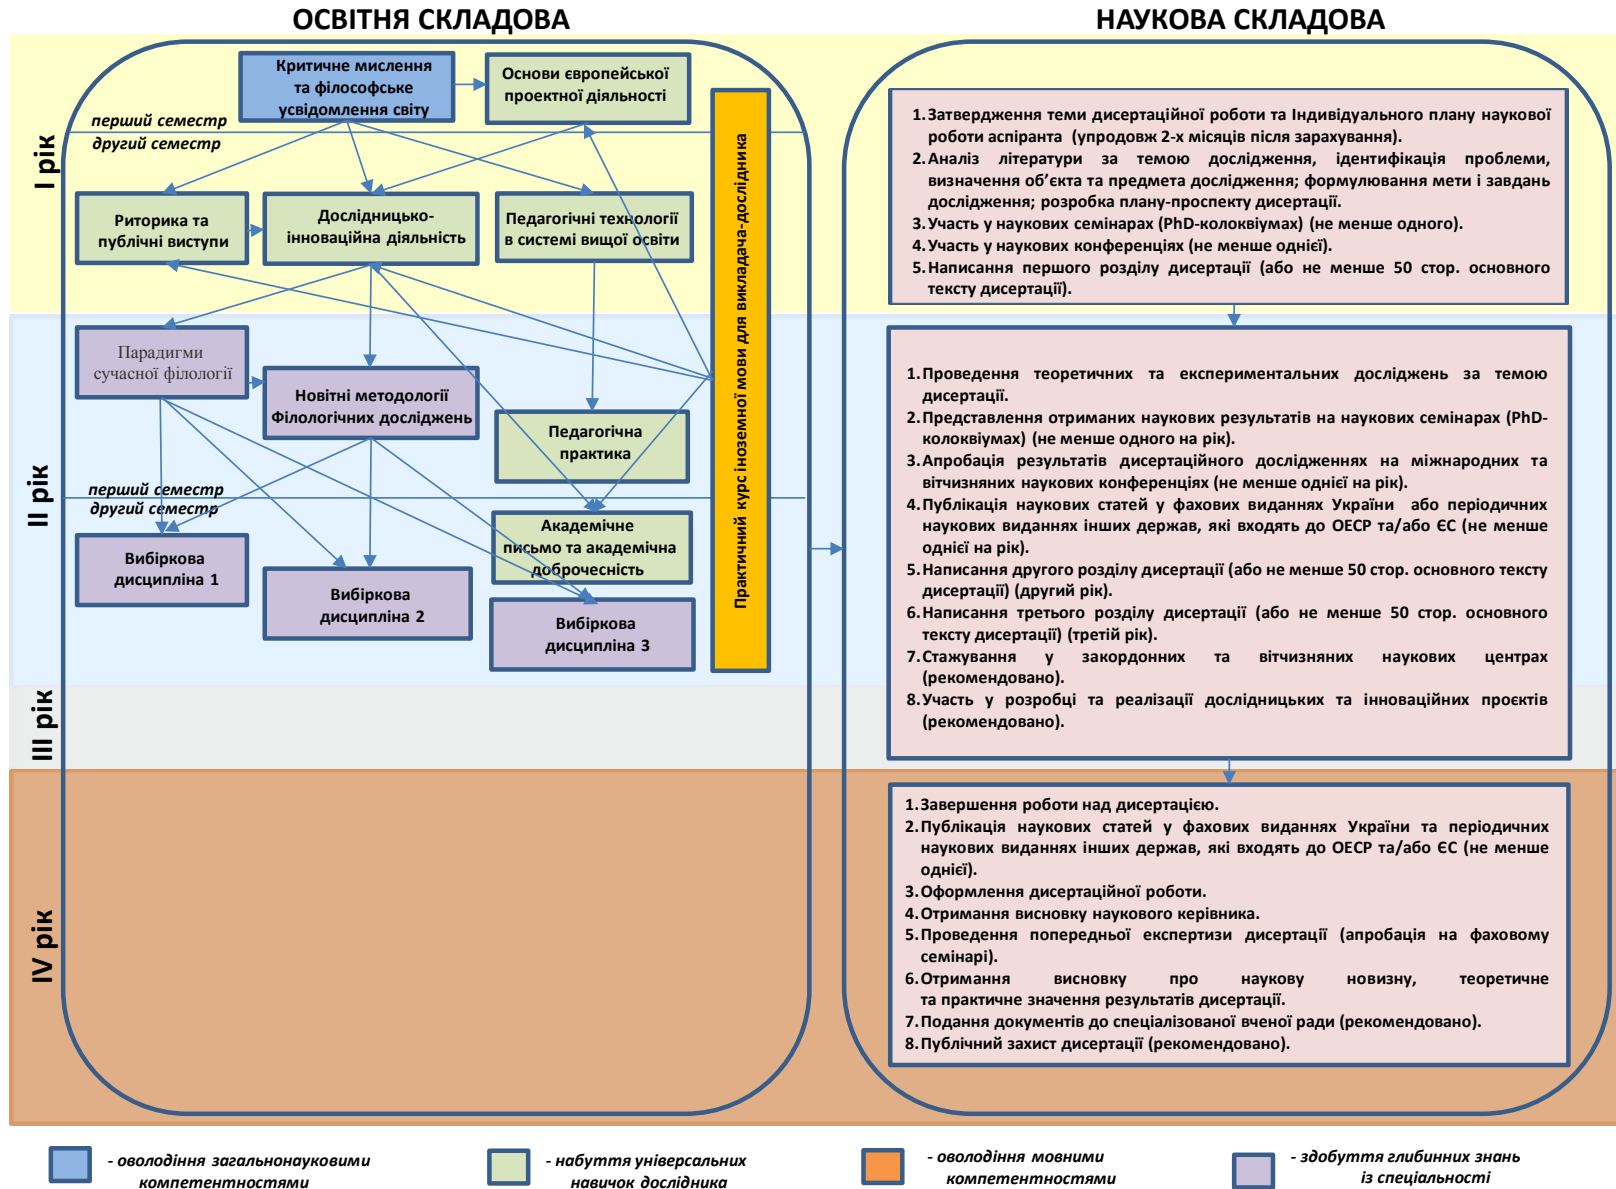 ОСВІТНЯ СКЛАДОВА
НАУКОВА СКЛАДОВА
І рік
Критичне мислення
та філософське
усвідомлення світу
Основи європейської
проектної діяльності
перший семестр
другий семестр
Риторика та
публічні виступи
Дослідницько-
інноваційна діяльність
Педагогічні технології
в системі вищої освіти
Практичний курс іноземної мови для викладача-дослідника
ІІ рік
Парадигми
сучасної філології
Новітні методології
Філологічних досліджень
Педагогічна
практика
перший семестр
другий семестр
Вибіркова
дисципліна 1
Вибіркова
дисципліна 2
Академічне
письмо та академічна
доброчесність
Вибіркова
дисципліна 3
ІІІ рік
IV рік
1. Затвердження теми дисертаційної роботи та Індивідуального плану наукової
роботи аспіранта (упродовж 2-х місяців після зарахування).
2. Аналіз літератури за темою дослідження, ідентифікація проблеми,
визначення об’єкта та предмета дослідження; формулювання мети і завдань
дослідження; розробка плану-проспекту дисертації.
3. Участь у наукових семінарах (PhD-колоквіумах) (не менше одного).
4. Участь у наукових конференціях (не менше однієї).
5. Написання першого розділу дисертації (або не менше 50 стор. основного
тексту дисертації).
1. Проведення теоретичних та експериментальних досліджень за темою
дисертації.
2. Представлення отриманих наукових результатів на наукових семінарах (PhD-
колоквіумах) (не менше одного на рік).
3. Апробація результатів дисертаційного дослідженнях на міжнародних та
вітчизняних наукових конференціях (не менше однієї на рік).
4. Публікація наукових статей у фахових виданнях України або періодичних
наукових виданнях інших держав, які входять до ОЕСР та/або ЄС (не менше
однієї на рік).
5. Написання другого розділу дисертації (або не менше 50 стор. основного тексту
дисертації) (другий рік).
6. Написання третього розділу дисертації (або не менше 50 стор. основного
тексту дисертації) (третій рік).
7. Стажування у закордонних та вітчизняних наукових центрах
(рекомендовано).
8. Участь у розробці та реалізації дослідницьких та інноваційних проєктів
(рекомендовано).
1. Завершення роботи над дисертацією.
2. Публікація наукових статей у фахових виданнях України та періодичних
наукових виданнях інших держав, які входять до ОЕСР та/або ЄС (не менше
однієї).
3. Оформлення дисертаційної роботи.
4. Отримання висновку наукового керівника.
5. Проведення попередньої експертизи дисертації (апробація на фаховому
семінарі).
6. Отримання висновку про наукову новизну, теоретичне
та практичне значення результатів дисертації.
7. Подання документів до спеціалізованої вченої ради (рекомендовано).
8. Публічний захист дисертації (рекомендовано).
- оволодіння загальнонауковими
компетентностями
- набуття універсальних
навичок дослідника
- оволодіння мовними
компетентностями
- здобуття глибинних знань
із спеціальності